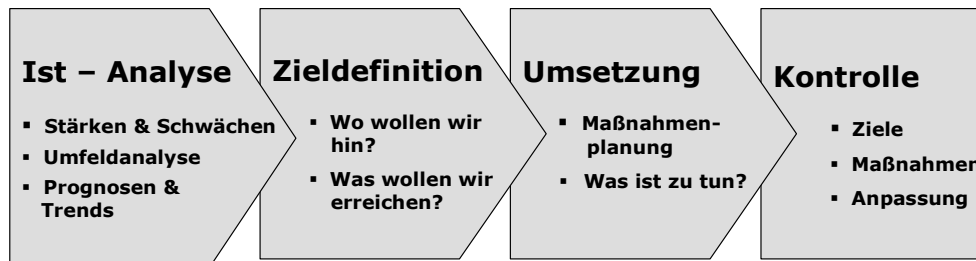 Ist – Analyse
▪ Stärken & Schwächen
▪ Umfeldanalyse
▪ Prognosen &
Trends
Zieldefinition
▪ Wo wollen wir
hin?
▪ Was wollen wir
erreichen?
Umsetzung
▪ Maßnahmen-
planung
▪ Was ist zu tun?
Kontrolle
▪ Ziele
▪ Maßnahmen
▪ Anpassung